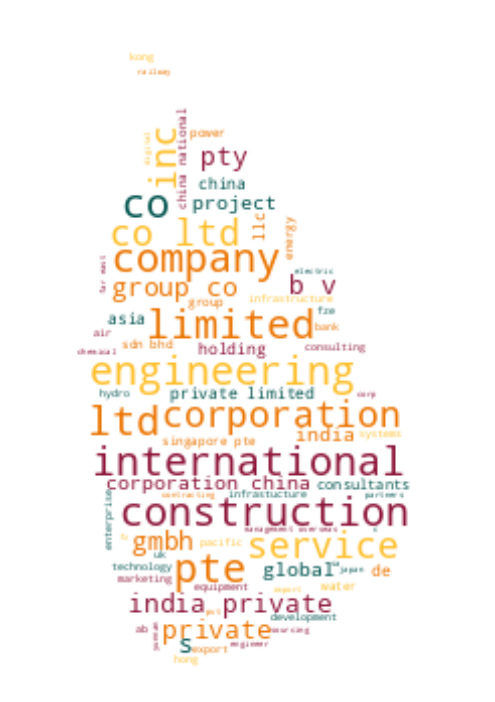 kong
railway
digital
inc
china national
power
pty
china
co
project
llc
energy
co ltd
company
far east
electric
b v
group co
group
infrastructure
fze
asia
limited
bank
air
sdn bhd
holding
consulting
chemical
engineering
hydro
private limited
corp
ltd
corporation
india
systems
singapore pte
international
corporation china
consultants
contracting
infrastucture
partners
enterprise
construction
management overseas
gmbh
pacific
service
uk
pte
technology
global
japan
de
marketing
equipment
water
export
india private
development
ab
private
sourcing
yunnan
s
export
engineer
hong